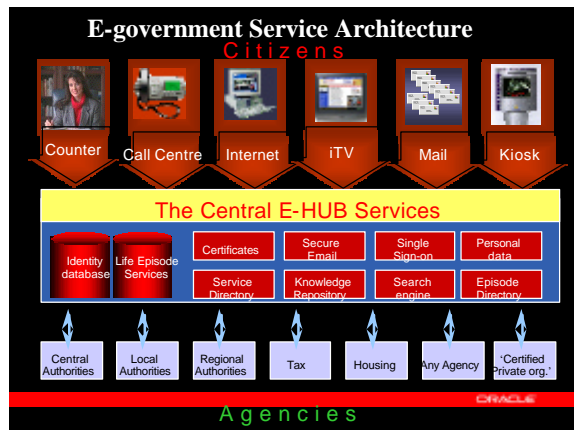 E-government Service Architecture
Citizens
Counter
Call Centre
Internet
iTV
Mail
Kiosk
The Central E-HUB Services
Identity
database
Life Episode
Services
Certificates
Secure
Email
Single
Sign-on
Personal
data
Service
Directory
Knowledge
Repository
Search
engine
Episode
Directory
Central
Authorities
Local
Authorities
Regional
Authorities
Tax
Housing
Any Agency
'Certified
Private org.'
ORACLE
Agencies